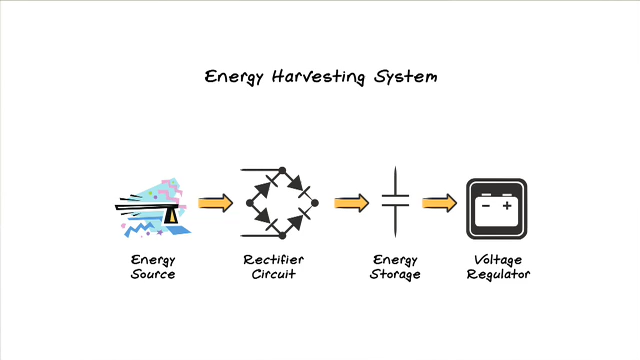 Energy Harvesting System
Energy
Source
Rectifier
Circuit
Energy
Storage
Voltage
Regulator